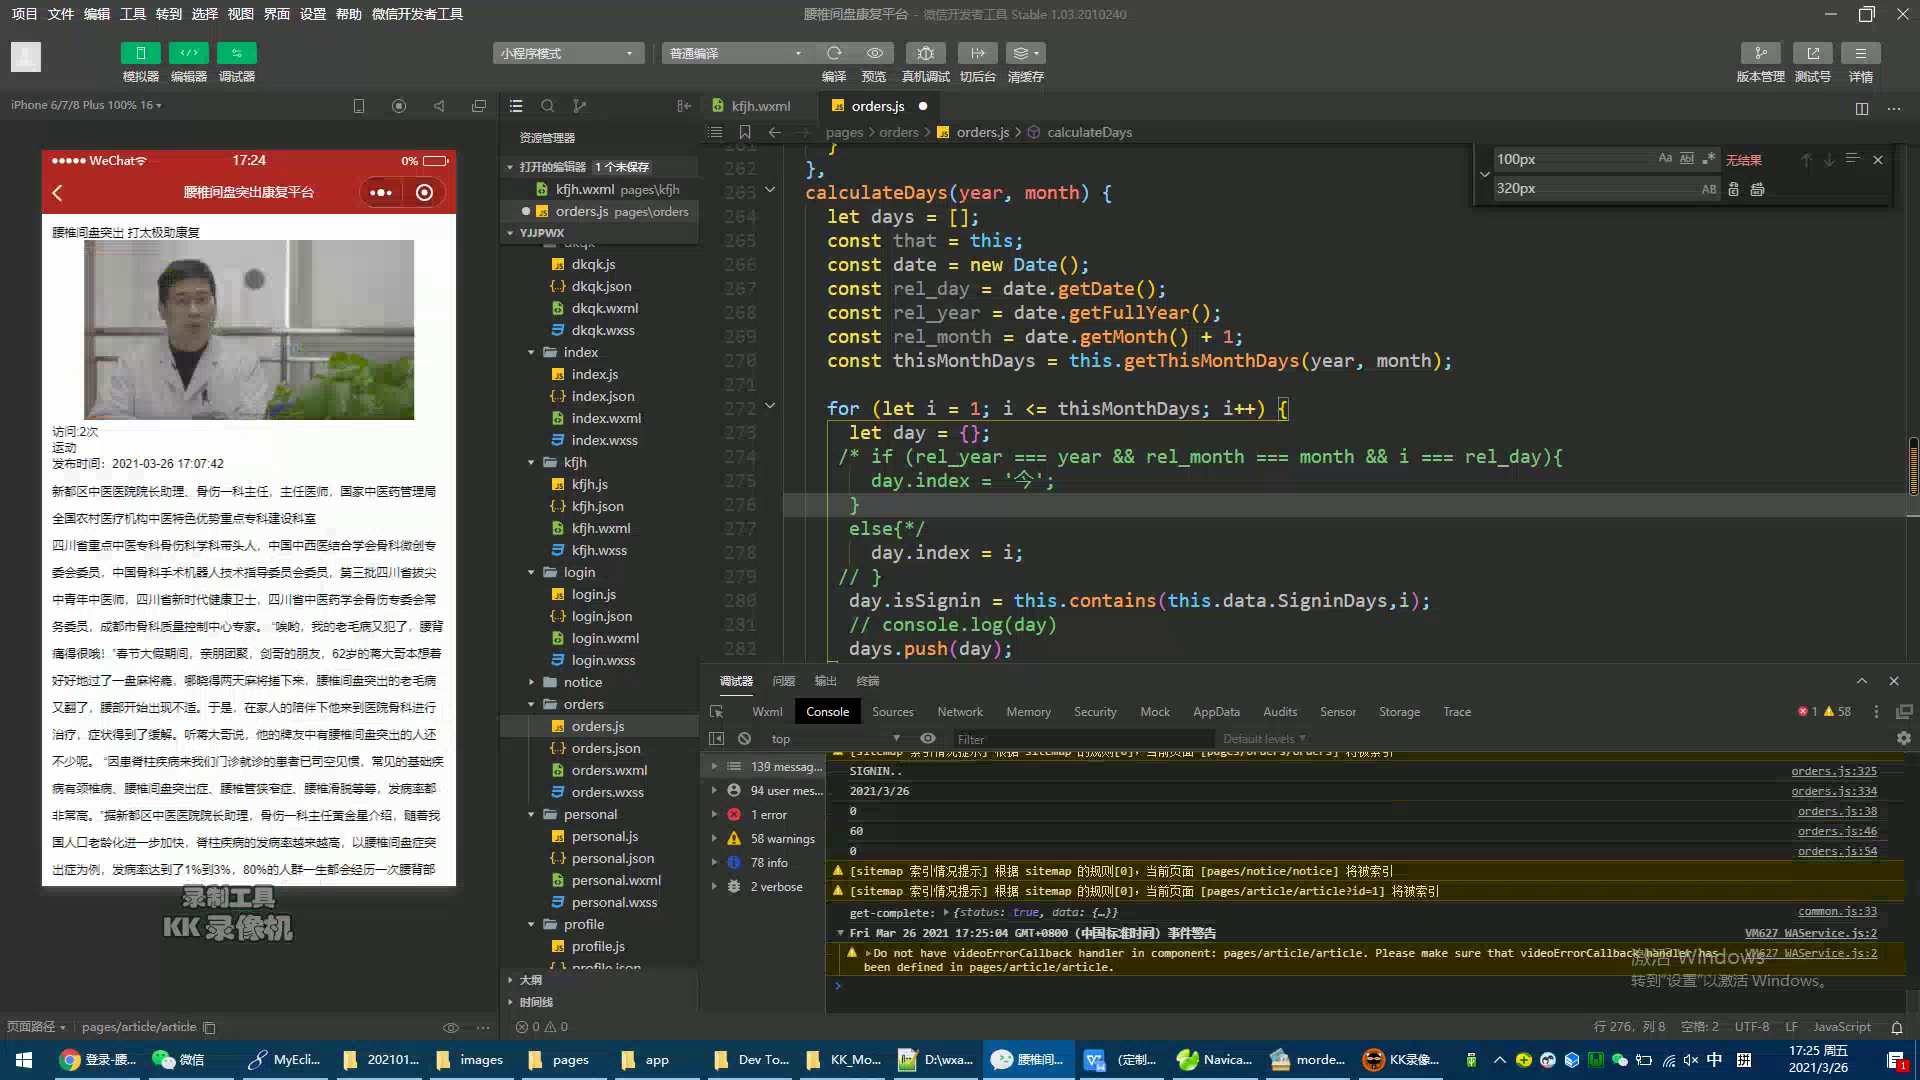 项目 文件 编辑 工具 转到 选择 视图 界面 设置 帮助 微信开发者工具
腰椎间盘康复平台 - 微信开发者工具 Stable 1.03.2010240
模拟器 编辑器 调试器
小程序模式
普通编译
编译 预览 真机调试 切后台 清缓存
版本管理 测试号 详情
iPhone 6/7/8 Plus 100% 16
WeChat 17:24 0%
腰椎间盘突出康复平台
腰椎间盘突出 打太极助康复
访问:2次
运动
发布时间：2021-03-26 17:07:42
新都区中医医院院长助理、骨伤一科主任，主任医师，国家中医药管理局
全国农村医疗机构中医特色优势重点专科建设科室
四川省重点中医专科骨伤科学科带头人，中国中西医结合学会骨科微创专
委会委员，中国骨科手术机器人技术指导委员会委员，第三批四川省拔尖
中青年中医师，四川省新时代健康卫士，四川省中医药学会骨伤专委会常
务委员，成都市骨科质量控制中心专家。 “唉哟，我的老毛病又犯了，腰背
痛得很哦！”春节大假期间，亲朋团聚，剑哥的朋友，62岁的蒋大哥本想着
好好地过了一盘麻将瘾，哪晓得两天麻将搓下来，腰椎间盘突出的老毛病
又翻了，腰部开始出现不适。于是，在家人的陪伴下他来到医院骨科进行
治疗，症状得到了缓解。听蒋大哥说，他的牌友中有腰椎间盘突出的人还
不少呢。 “因患脊柱疾病来我们门诊就诊的患者已司空见惯，常见的基础疾
病有颈椎病、腰椎间盘突出症、腰椎管狭窄症、腰椎滑脱等等，发病率都
非常高。”据新都区中医医院院长助理，骨伤一科主任黄金星介绍，随着我
国人口老龄化进一步加快，脊柱疾病的发病率越来越高，以腰椎间盘症突
出症为例，发病率达到了1%到3%，80%的人群一生都会经历一次腰背部
录制工具
KK 录像机
页面路径 pages/article/article
资源管理器
打开的编辑器 1 个未保存
kfjh.wxml pages\kfjh
orders.js pages\orders
YJJPWX
dkqk
dkqk.js
dkqk.json
dkqk.wxml
dkqk.wxss
index
index.js
index.json
index.wxml
index.wxss
kfjh
kfjh.js
kfjh.json
kfjh.wxml
kfjh.wxss
login
login.js
login.json
login.wxml
login.wxss
notice
orders
orders.js
orders.json
orders.wxml
orders.wxss
personal
personal.js
personal.json
personal.wxml
personal.wxss
profile
profile.js
profile.json
大纲
时间线
0 0
kfjh.wxml orders.js
pages > orders > orders.js > calculateDays
100px Aa Abl .* 无结果
320px AB
261 }
262 },
263 calculateDays(year, month) {
264 let days = [];
265 const that = this;
266 const date = new Date();
267 const rel_day = date.getDate();
268 const rel_year = date.getFullYear();
269 const rel_month = date.getMonth() + 1;
270 const thisMonthDays = this.getThisMonthDays(year, month);
271
272 for (let i = 1; i <= thisMonthDays; i++) {
273 let day = {};
274 /* if (rel_year === year && rel_month === month && i === rel_day){
275 day.index = '今';
276 }
277 else{*/
278 day.index = i;
279 // }
280 day.isSignin = this.contains(this.data.SigninDays,i);
281 // console.log(day)
282 days.push(day);
调试器 问题 输出 终端
Wxml Console Sources Network Memory Security Mock AppData Audits Sensor Storage Trace 1 58
top Filter Default levels
139 messag...
94 user mes...
1 error
58 warnings
78 info
2 verbose
[sitemap 索引情况提示] 根据 sitemap 的规则[0]，当前页面 [pages/orders/orders] 将被索引
SIGNIN.. orders.js:325
2021/3/26 orders.js:334
0 orders.js:38
60 orders.js:46
0 orders.js:54
[sitemap 索引情况提示] 根据 sitemap 的规则[0]，当前页面 [pages/notice/notice] 将被索引
[sitemap 索引情况提示] 根据 sitemap 的规则[0]，当前页面 [pages/article/article?id=1] 将被索引
get-complete: {status: true, data: {…}} common.js:33
Fri Mar 26 2021 17:25:04 GMT+0800 (中国标准时间) 事件警告 VM627 WAService.js:2
Do not have videoErrorCallback handler in component: pages/article/article. Please make sure that videoErrorCallback handler has VM627 WAService.js:2
been defined in pages/article/article.
激活 Windows
转到"设置"以激活 Windows。
行 276，列 8 空格: 2 UTF-8 LF JavaScript
登录-腰... 微信 MyEcli... 202101... images pages app Dev To... KK_Mo... D:\wxa... 腰椎间... (定制... Navica... morde... KK录像... 中 拼
17:25 周五
2021/3/26
1